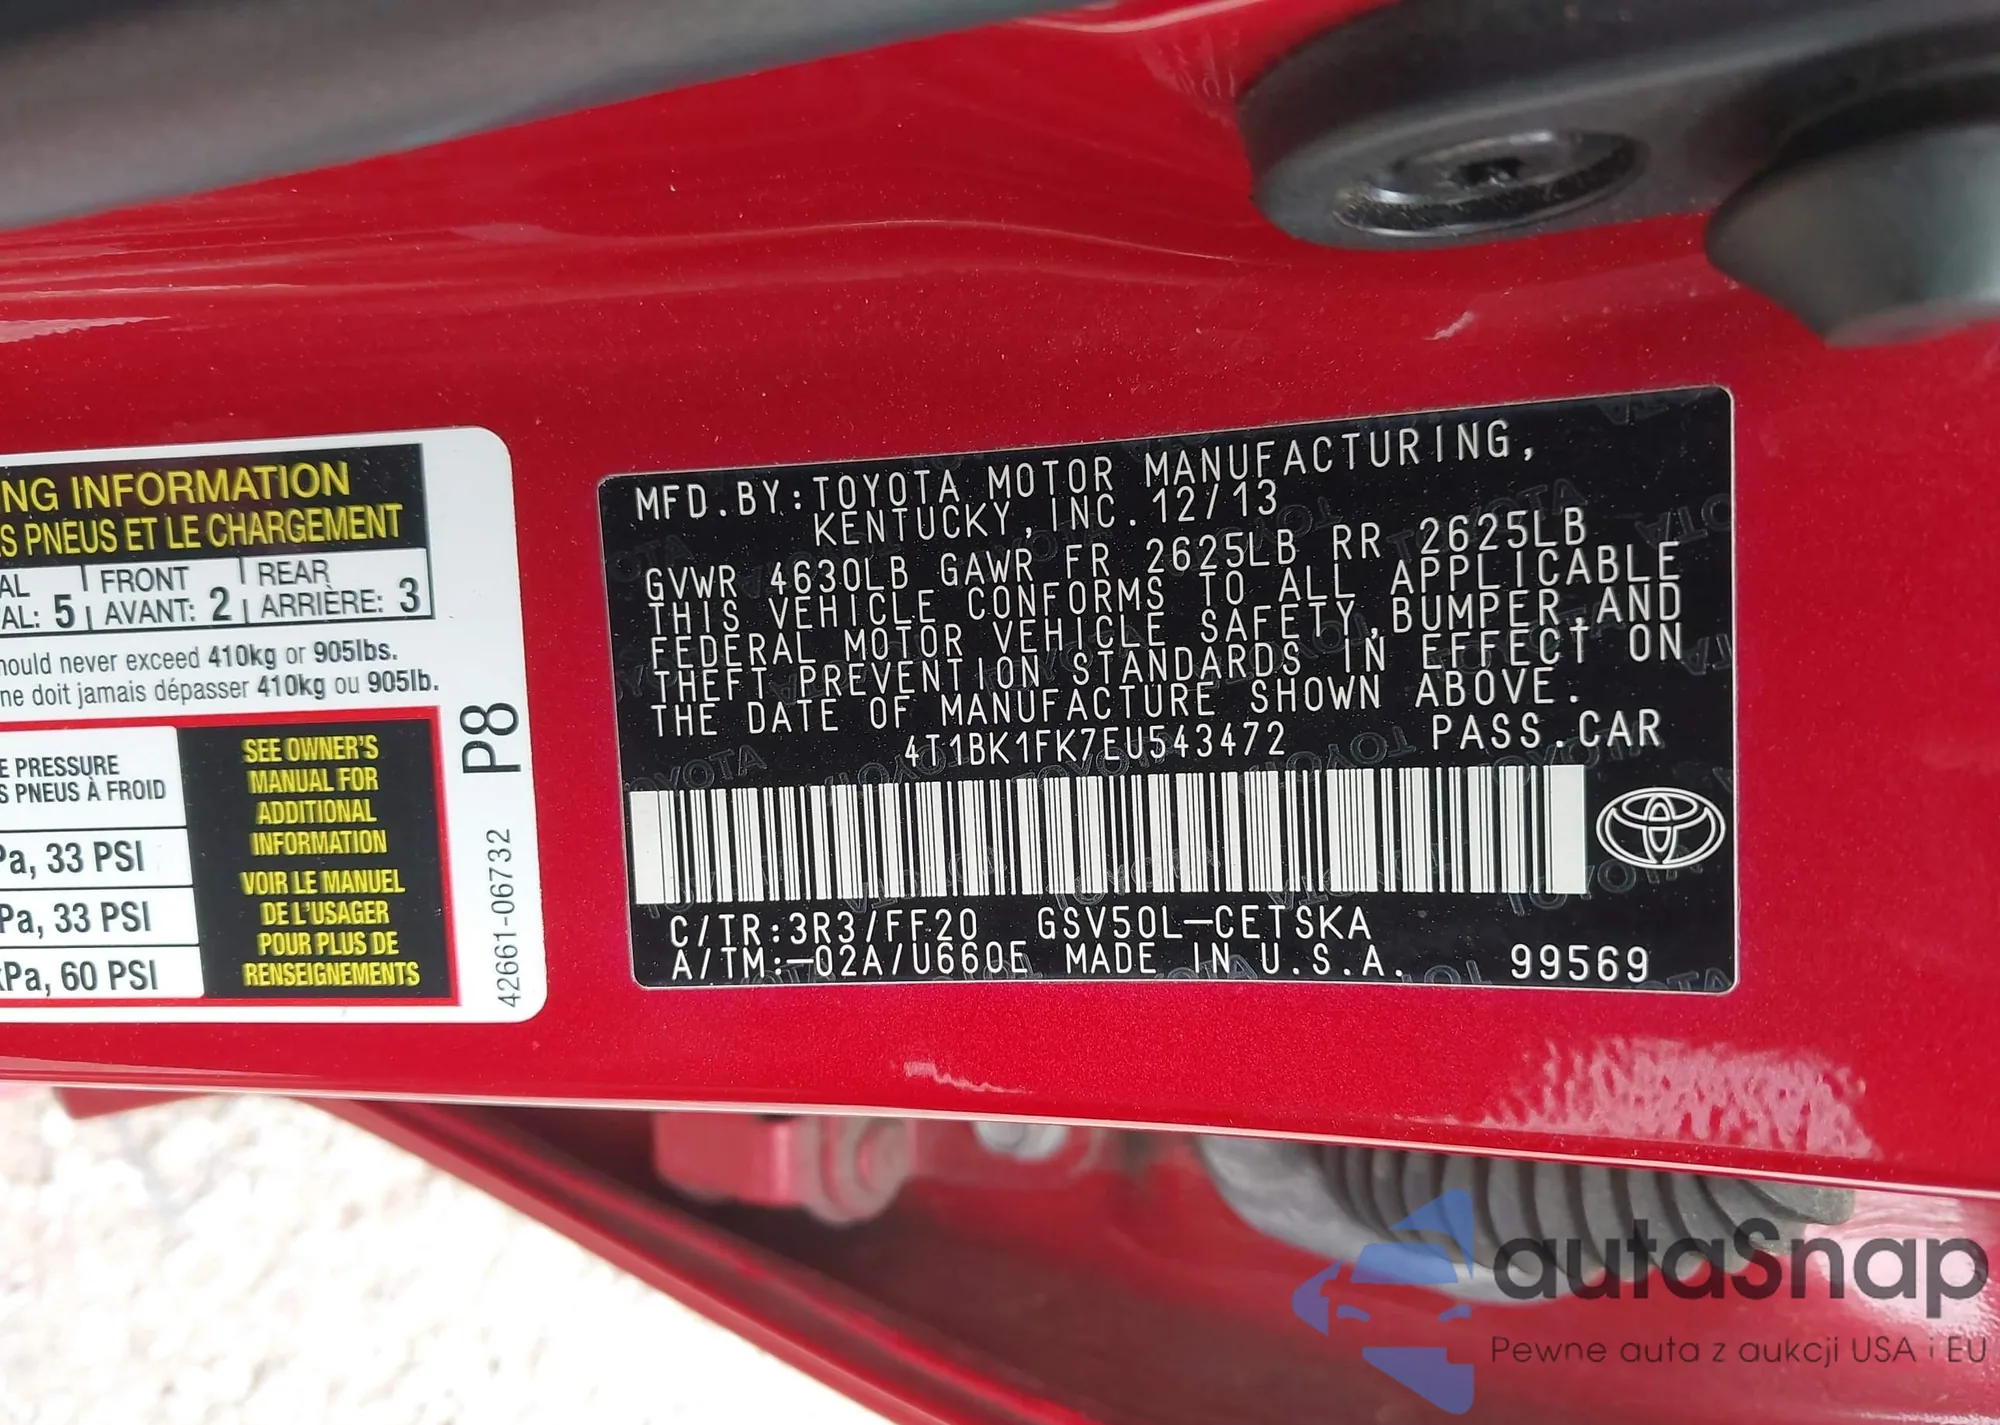 NG INFORMATION
S PNEUS ET LE CHARGEMENT
AL FRONT REAR
AL: 5 AVANT: 2 ARRIÈRE: 3
hould never exceed 410kg or 905lbs.
ne doit jamais dépasser 410kg ou 905lb.
E PRESSURE
S PNEUS À FROID
Pa, 33 PSI
Pa, 33 PSI
kPa, 60 PSI
SEE OWNER'S
MANUAL FOR
ADDITIONAL
INFORMATION
VOIR LE MANUEL
DE L'USAGER
POUR PLUS DE
RENSEIGNEMENTS
P8
42661-06732
MFD.BY:TOYOTA MOTOR MANUFACTURING,
KENTUCKY,INC.12/13
GVWR 4630LB GAWR FR 2625LB RR 2625LB
THIS VEHICLE CONFORMS TO ALL APPLICABLE
FEDERAL MOTOR VEHICLE SAFETY,BUMPER,AND
THEFT PREVENTION STANDARDS IN EFFECT ON
THE DATE OF MANUFACTURE SHOWN ABOVE.
4T1BK1FK7EU543472 PASS.CAR
C/TR:3R3/FF20 GSV50L-CETSKA
A/TM:-02A/U660E MADE IN U.S.A. 99569
autaSnap
Pewne auta z aukcji USA i EU